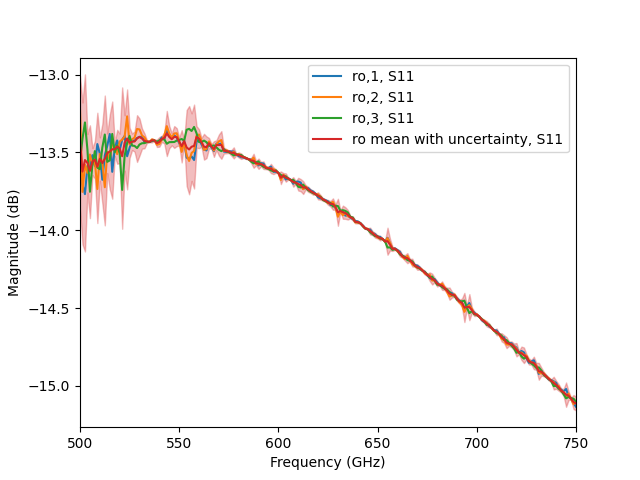 ro,1, S11
ro,2, S11
ro,3, S11
ro mean with uncertainty, S11
Magnitude (dB)
−13.0
−13.5
−14.0
−14.5
−15.0
500 550 600 650 700 750
Frequency (GHz)